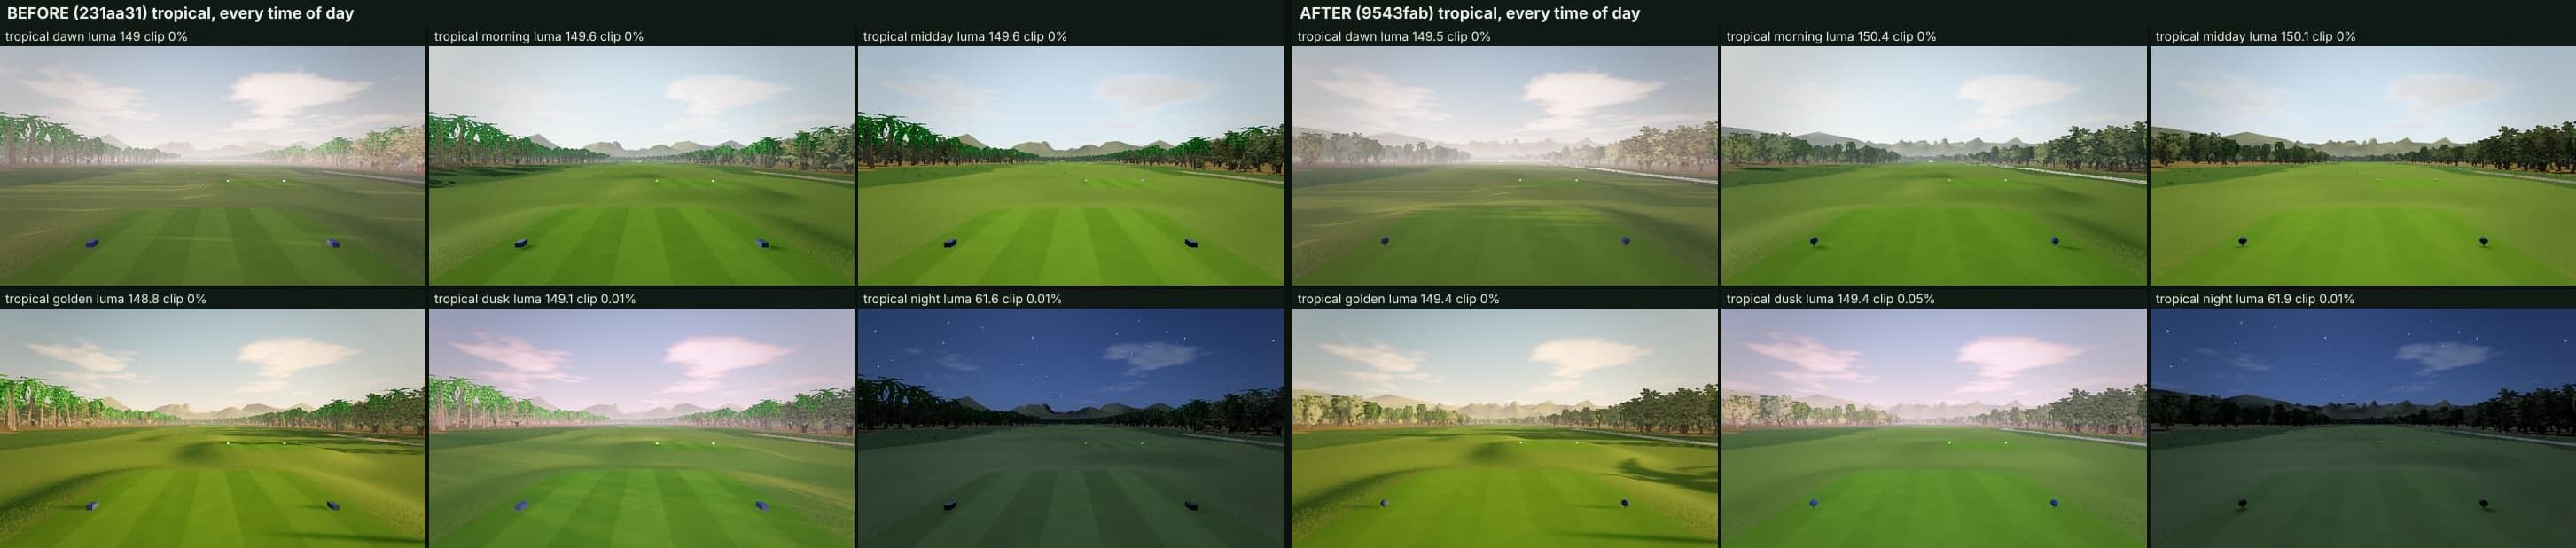 BEFORE (231aa31) tropical, every time of day
tropical dawn luma 149 clip 0%
tropical morning luma 149.6 clip 0%
tropical midday luma 149.6 clip 0%
tropical golden luma 148.8 clip 0%
tropical dusk luma 149.1 clip 0.01%
tropical night luma 61.6 clip 0.01%
AFTER (9543fab) tropical, every time of day
tropical dawn luma 149.5 clip 0%
tropical morning luma 150.4 clip 0%
tropical midday luma 150.1 clip 0%
tropical golden luma 149.4 clip 0%
tropical dusk luma 149.4 clip 0.05%
tropical night luma 61.9 clip 0.01%